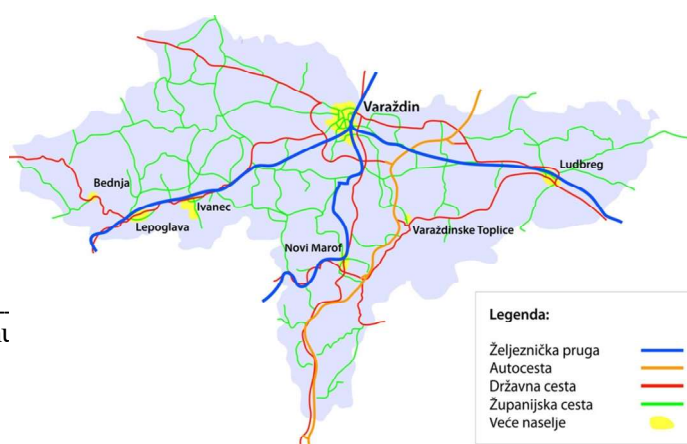 Varaždin
Ludbreg
Bednja
Ivanec
Lepoglava
Varaždinske Toplice
Novi Marof
Legenda:
Željeznička pruga
Autocesta
Državna cesta
Županijska cesta
Veće naselje